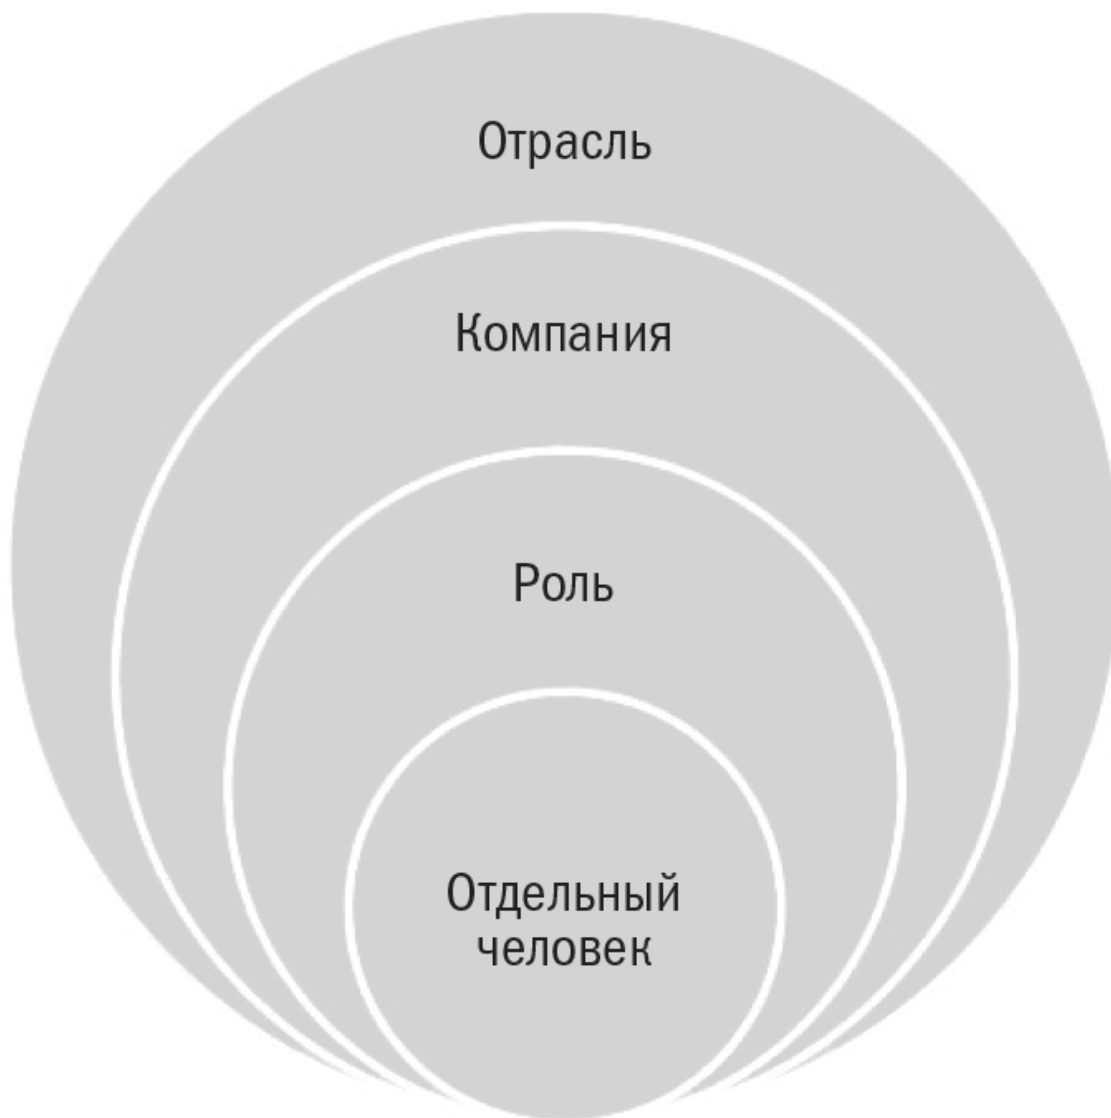 Отрасль
Компания
Роль
Отдельный
человек